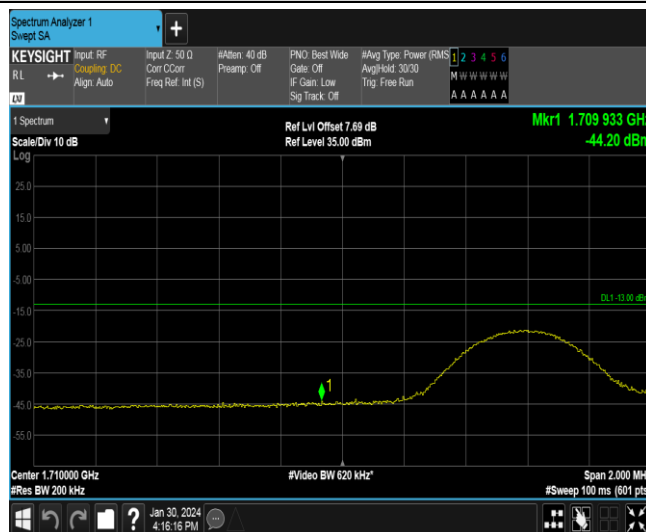 Spectrum Analyzer 1
Swept SA
KEYSIGHT
RL
LXI
Input: RF
Coupling: DC
Align: Auto
Input Z: 50 Ω
Corr CCorr
Freq Ref: Int (S)
#Atten: 40 dB
Preamp: Off
PNO: Best Wide
Gate: Off
IF Gain: Low
Sig Track: Off
#Avg Type: Power (RMS
Avg|Hold: 30/30
Trig: Free Run
1 2 3 4 5 6
M W W W W W
A A A A A A
1 Spectrum
Scale/Div 10 dB
Ref Lvl Offset 7.69 dB
Ref Level 35.00 dBm
Mkr1 1.709 933 GHz
-44.20 dBm
Log
25.0
15.0
5.00
-5.00
DL1 -13.00 dBm
-15.0
-25.0
-35.0
1
-45.0
-55.0
Center 1.710000 GHz
#Video BW 620 kHz*
Span 2.000 MH
#Res BW 200 kHz
#Sweep 100 ms (601 pts
?
Jan 30, 2024
4:16:16 PM